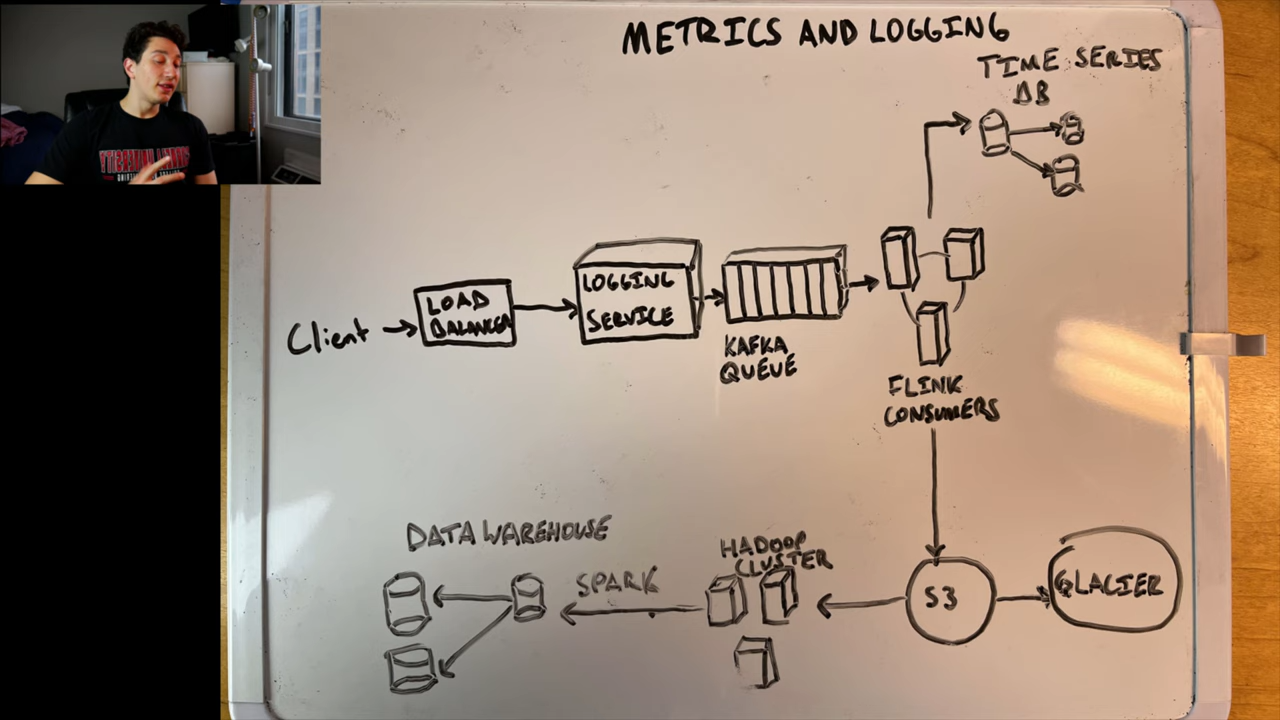 METRICS AND LOGGING
TIME SERIES
DB
Client
LOAD
BALANCER
LOGGING
SERVICE
KAFKA
QUEUE
FLINK
CONSUMERS
DATA WAREHOUSE
SPARK
HADOOP
CLUSTER
S3
GLACIER